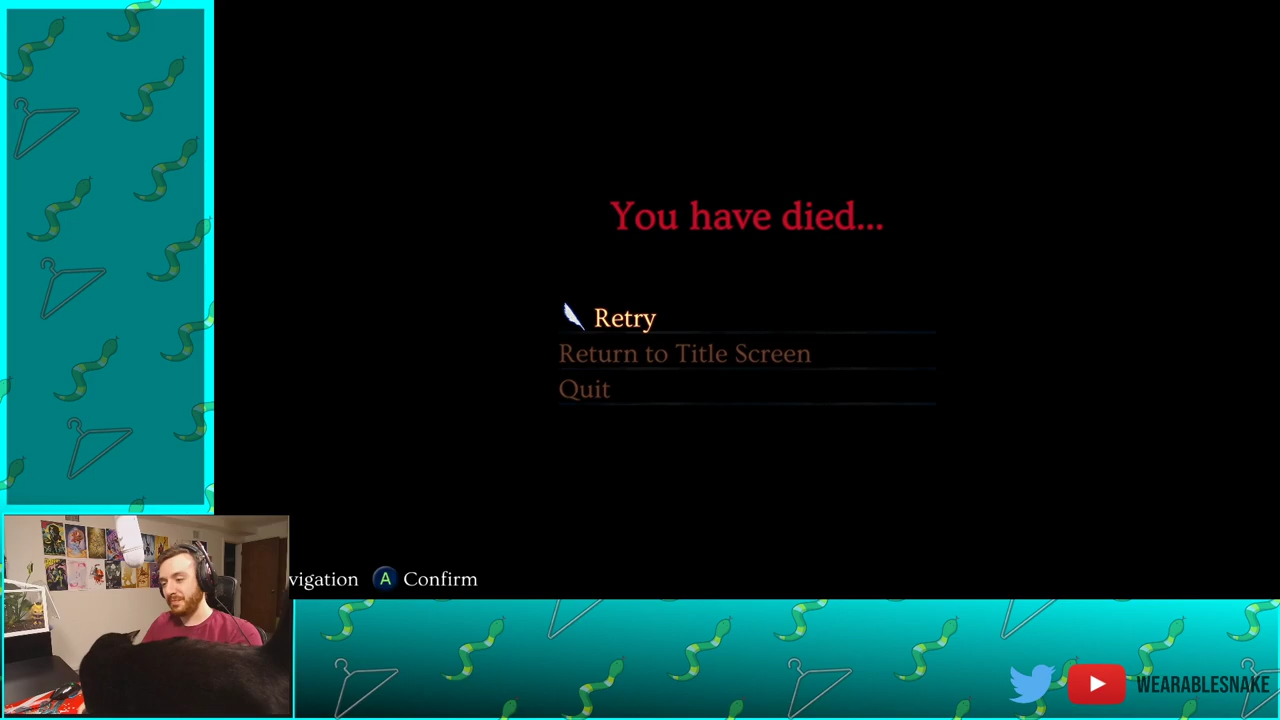 You have died...
Retry
Return to Title Screen
Quit
vigation A Confirm
WEARABLESNAKE